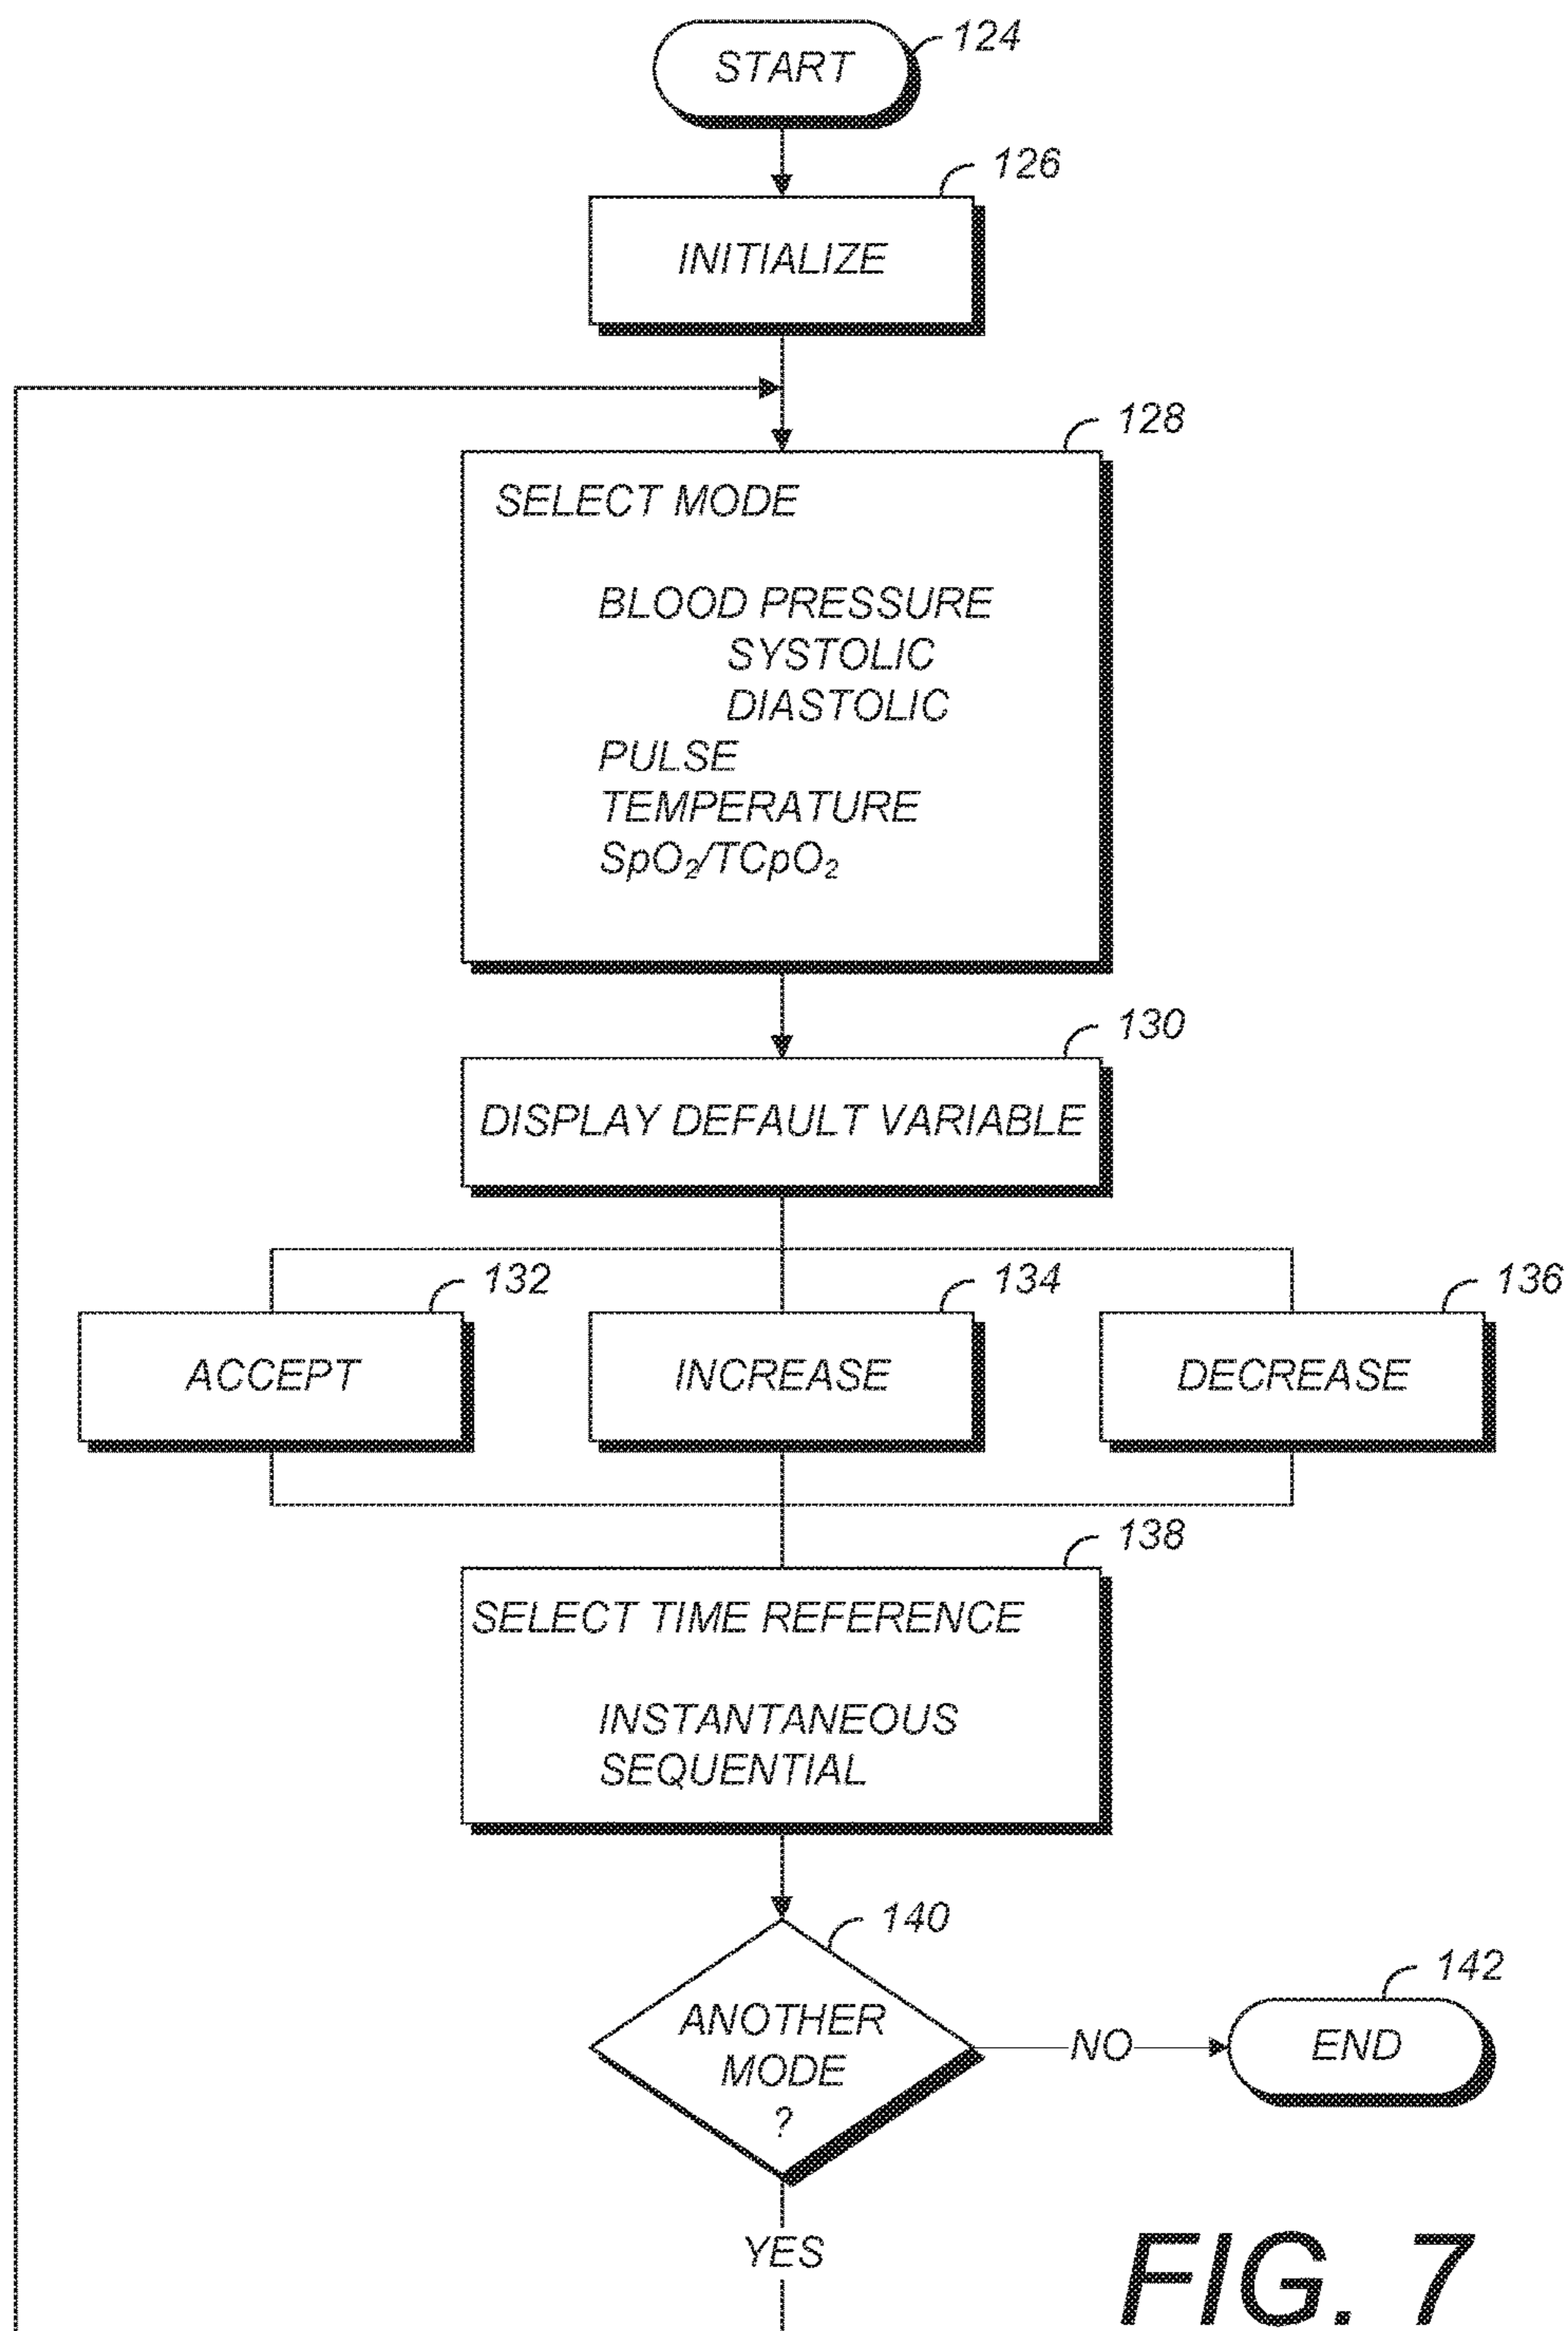 START
124
126
INITIALIZE
128
SELECT MODE
BLOOD PRESSURE
SYSTOLIC
DIASTOLIC
PULSE
TEMPERATURE
SpO₂/TCpO₂
130
DISPLAY DEFAULT VARIABLE
132
134
136
ACCEPT
INCREASE
DECREASE
138
SELECT TIME REFERENCE
INSTANTANEOUS
SEQUENTIAL
140
142
ANOTHER
MODE
?
NO
END
YES
FIG. 7